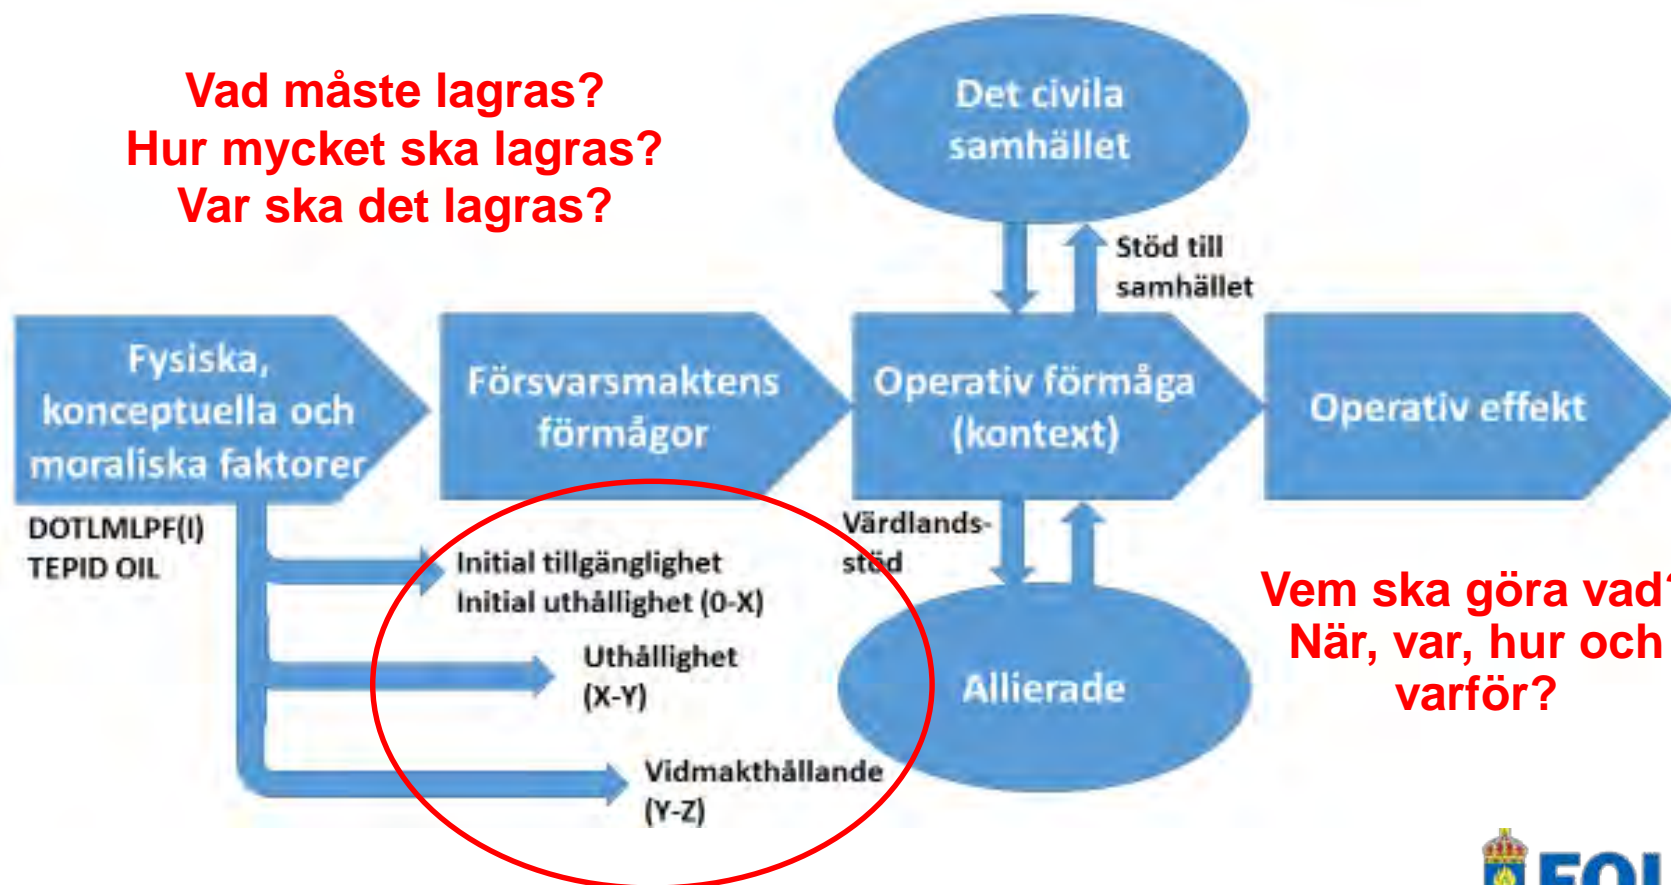 Vad måste lagras?
Hur mycket ska lagras?
Var ska det lagras?
Det civila
samhället
Stöd till
samhället
Fysiska,
konceptuella och
moraliska faktorer
Försvarsmaktens
förmågor
Operativ förmåga
(kontext)
Operativ effekt
DOTLMLPF(I)
TEPID OIL
Initial tillgänglighet
Initial uthållighet (0-X)
Uthållighet
(X-Y)
Vidmakthållande
(Y-Z)
Värdlands-
stöd
Allierade
Vem ska göra vad?
När, var, hur och
varför?
FOI